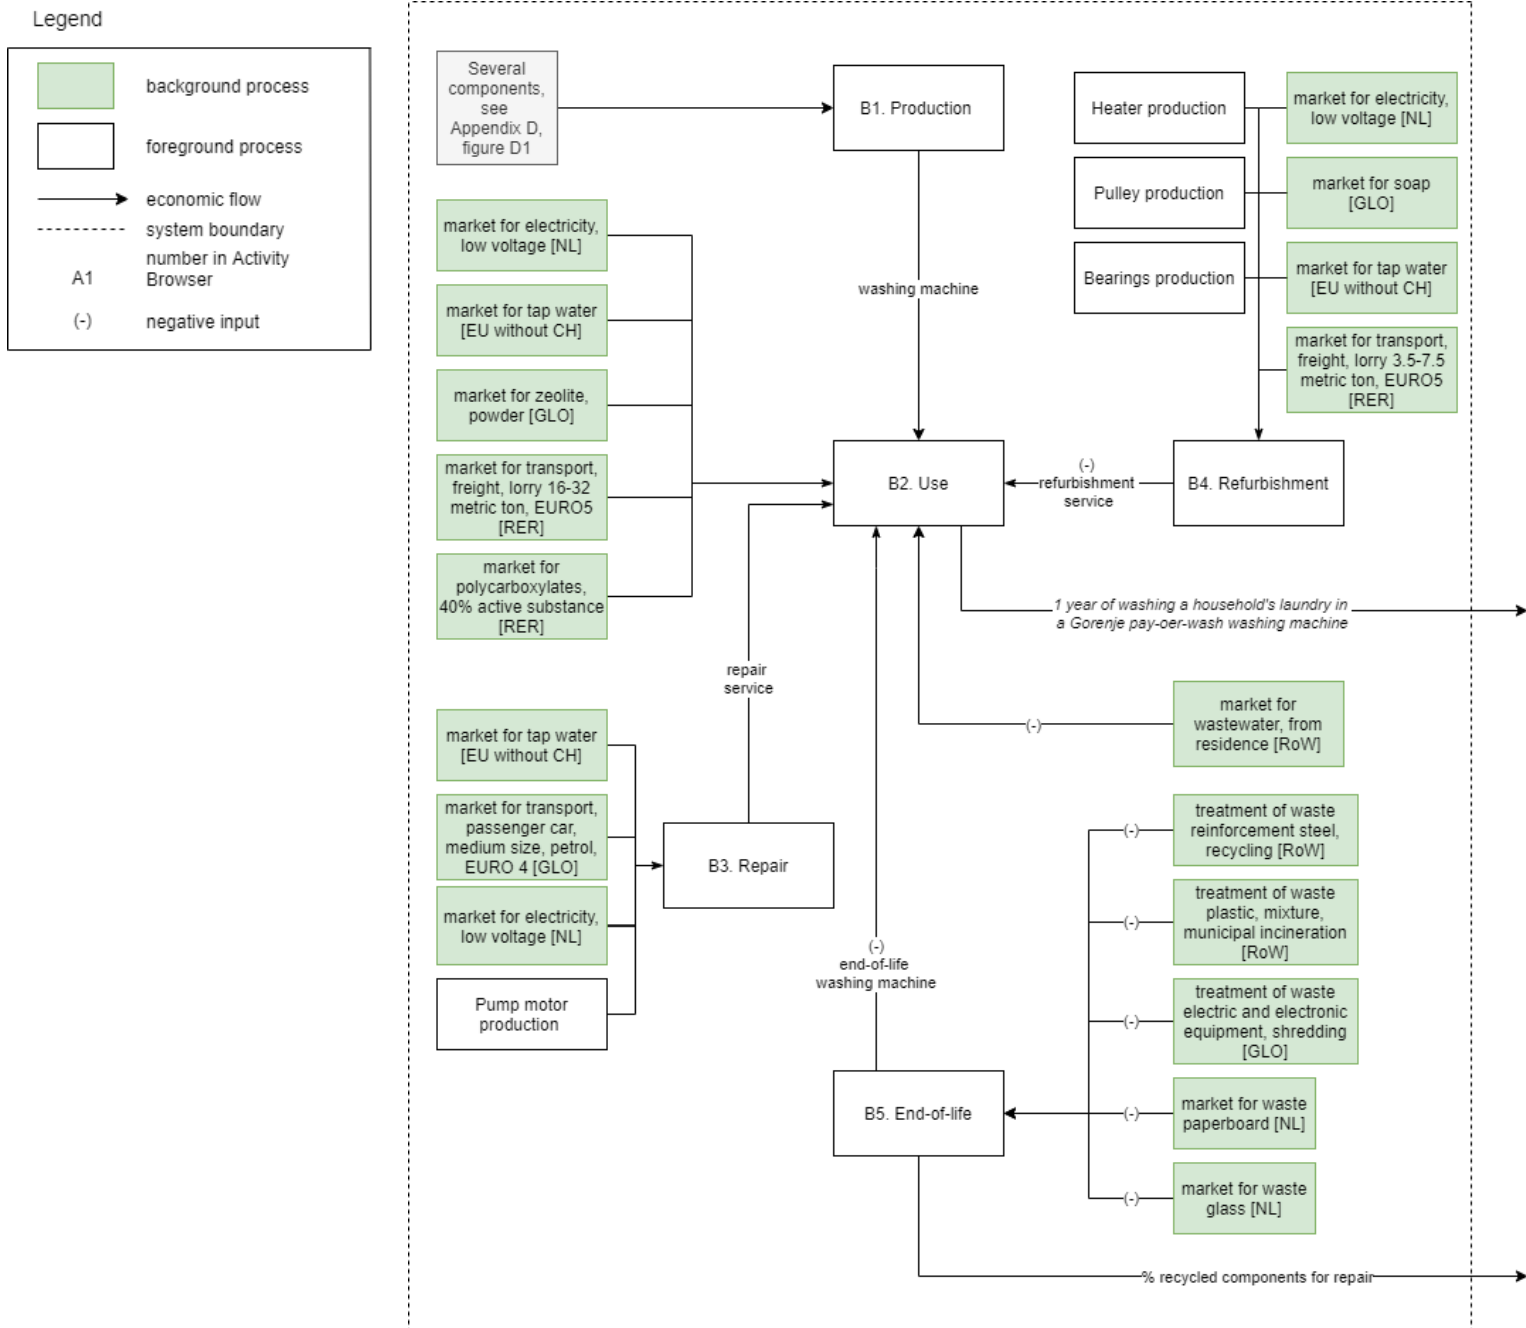 Legend
background process
foreground process
economic flow
system boundary
A1
number in Activity
Browser
(-)
negative input
Several
components,
see
Appendix D,
figure D1
B1. Production
Heater production
market for electricity,
low voltage [NL]
Pulley production
market for soap
[GLO]
Bearings production
market for tap water
[EU without CH]
market for transport,
freight, lorry 3.5-7.5
metric ton, EURO5
[RER]
market for electricity,
low voltage [NL]
market for tap water
[EU without CH]
market for zeolite,
powder [GLO]
market for transport,
freight, lorry 16-32
metric ton, EURO5
[RER]
market for
polycarboxylates,
40% active substance
[RER]
washing machine
B2. Use
(-)
refurbishment
service
B4. Refurbishment
1 year of washing a household's laundry in
a Gorenje pay-oer-wash washing machine
repair
service
market for
wastewater, from
residence [RoW]
(-)
market for tap water
[EU without CH]
market for transport,
passenger car,
medium size, petrol,
EURO 4 [GLO]
market for electricity,
low voltage [NL]
Pump motor
production
B3. Repair
(-)
end-of-life
washing machine
(-)
treatment of waste
reinforcement steel,
recycling [RoW]
(-)
treatment of waste
plastic, mixture,
municipal incineration
[RoW]
(-)
treatment of waste
electric and electronic
equipment, shredding
[GLO]
B5. End-of-life
(-)
market for waste
paperboard [NL]
(-)
market for waste
glass [NL]
% recycled components for repair